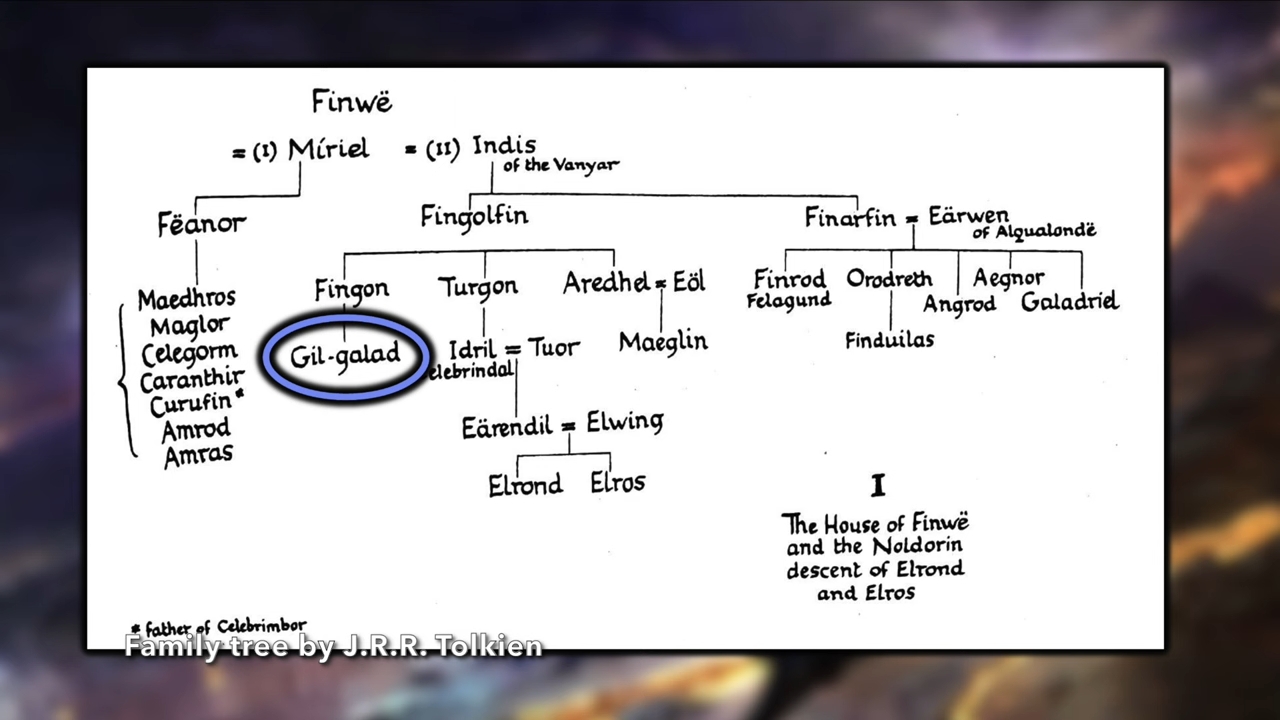 Finwë
= (I) Míriel = (II) Indis
of the Vanyar
Fëanor Fingolfin Finarfin = Eärwen
of Alqualondë
Fingon Turgon Aredhel = Eöl Finrod Orodreth Aegnor
Felagund Angrod Galadriel
Maedhros
Maglor
Celegorm
Caranthir
Curufin*
Amrod
Amras
Gil-galad Idril = Tuor Maeglin Finduilas
elebrindal
Eärendil = Elwing
Elrond Elros
I
The House of Finwë
and the Noldorin
descent of Elrond
and Elros
* father of Celebrimbor
Family tree by J.R.R. Tolkien